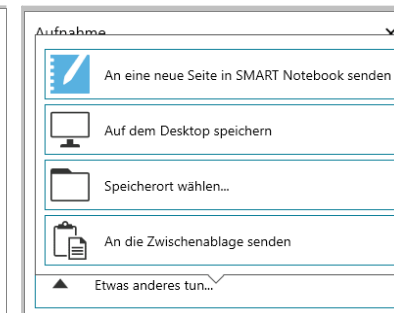 Aufnahme
An eine neue Seite in SMART Notebook senden
Auf dem Desktop speichern
Speicherort wählen...
An die Zwischenablage senden
Etwas anderes tun...